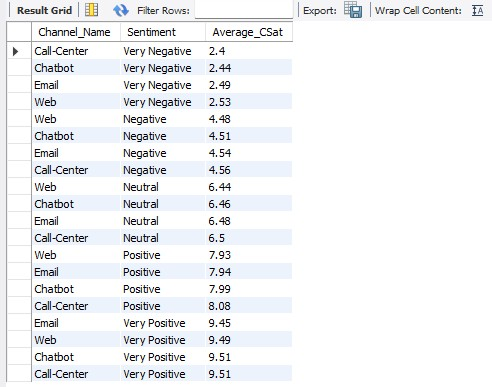 Result Grid Filter Rows: Export: Wrap Cell Content:
Channel_Name Sentiment Average_CSat
Call-Center Very Negative 2.4
Chatbot Very Negative 2.44
Email Very Negative 2.49
Web Very Negative 2.53
Web Negative 4.48
Chatbot Negative 4.51
Email Negative 4.54
Call-Center Negative 4.56
Web Neutral 6.44
Chatbot Neutral 6.46
Email Neutral 6.48
Call-Center Neutral 6.5
Web Positive 7.93
Email Positive 7.94
Chatbot Positive 7.99
Call-Center Positive 8.08
Email Very Positive 9.45
Web Very Positive 9.49
Chatbot Very Positive 9.51
Call-Center Very Positive 9.51